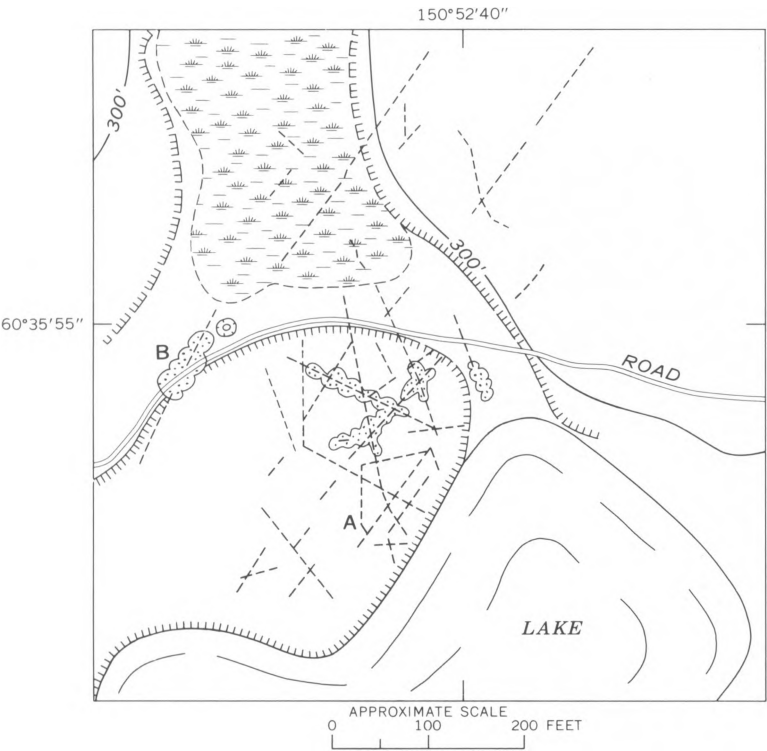 150°52'40"
300'
300'
60°35'55"
B
ROAD
A
LAKE
APPROXIMATE SCALE
0 100 200 FEET